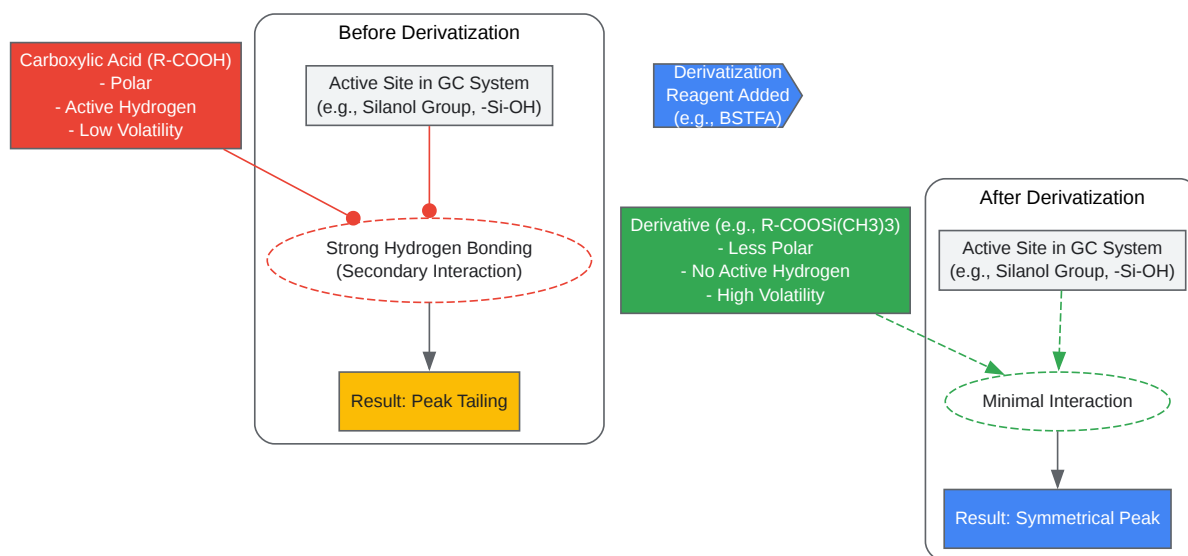 Before Derivatization
Carboxylic Acid (R-COOH)
- Polar
- Active Hydrogen
- Low Volatility
Active Site in GC System
(e.g., Silanol Group, -Si-OH)
Strong Hydrogen Bonding
(Secondary Interaction)
Result: Peak Tailing
Derivatization
Reagent Added
(e.g., BSTFA)
Derivative (e.g., R-COOSi(CH3)3)
- Less Polar
- No Active Hydrogen
- High Volatility
After Derivatization
Active Site in GC System
(e.g., Silanol Group, -Si-OH)
Minimal Interaction
Result: Symmetrical Peak